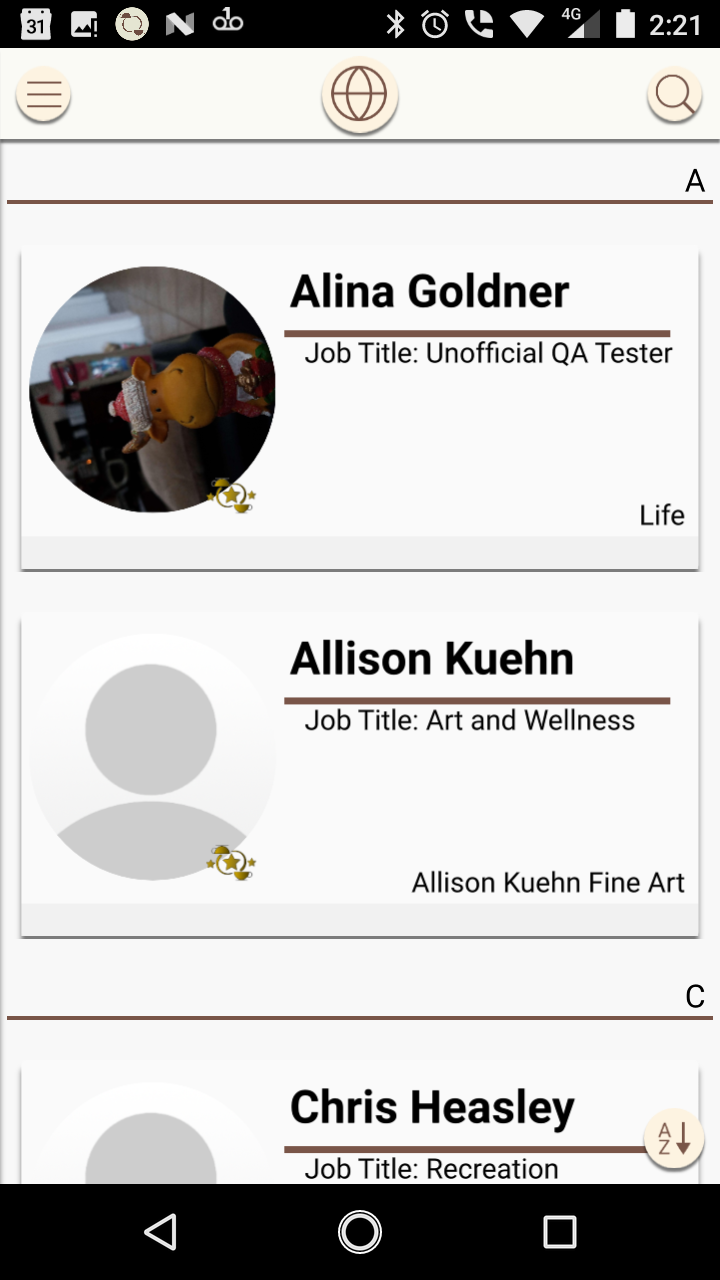 31
4G
2:21
A
Alina Goldner
Job Title: Unofficial QA Tester
Life
Allison Kuehn
Job Title: Art and Wellness
Allison Kuehn Fine Art
C
Chris Heasley
A
Z
Job Title: Recreation